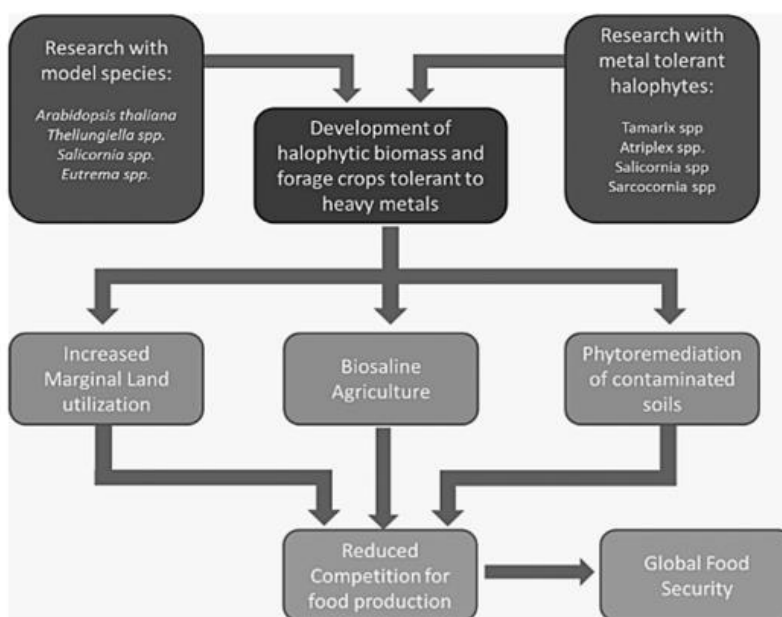 Research with
model species:
Arabidopsis thaliana
Thellungiella spp.
Salicornia spp.
Eutrema spp.
Research with
metal tolerant
halophytes:
Tamarix spp
Atriplex spp.
Salicornia spp
Sarcocornia spp
Development of
halophytic biomass and
forage crops tolerant to
heavy metals
Increased
Marginal Land
utilization
Biosaline
Agriculture
Phytoremediation
of contaminated
soils
Reduced
Competition for
food production
Global Food
Security